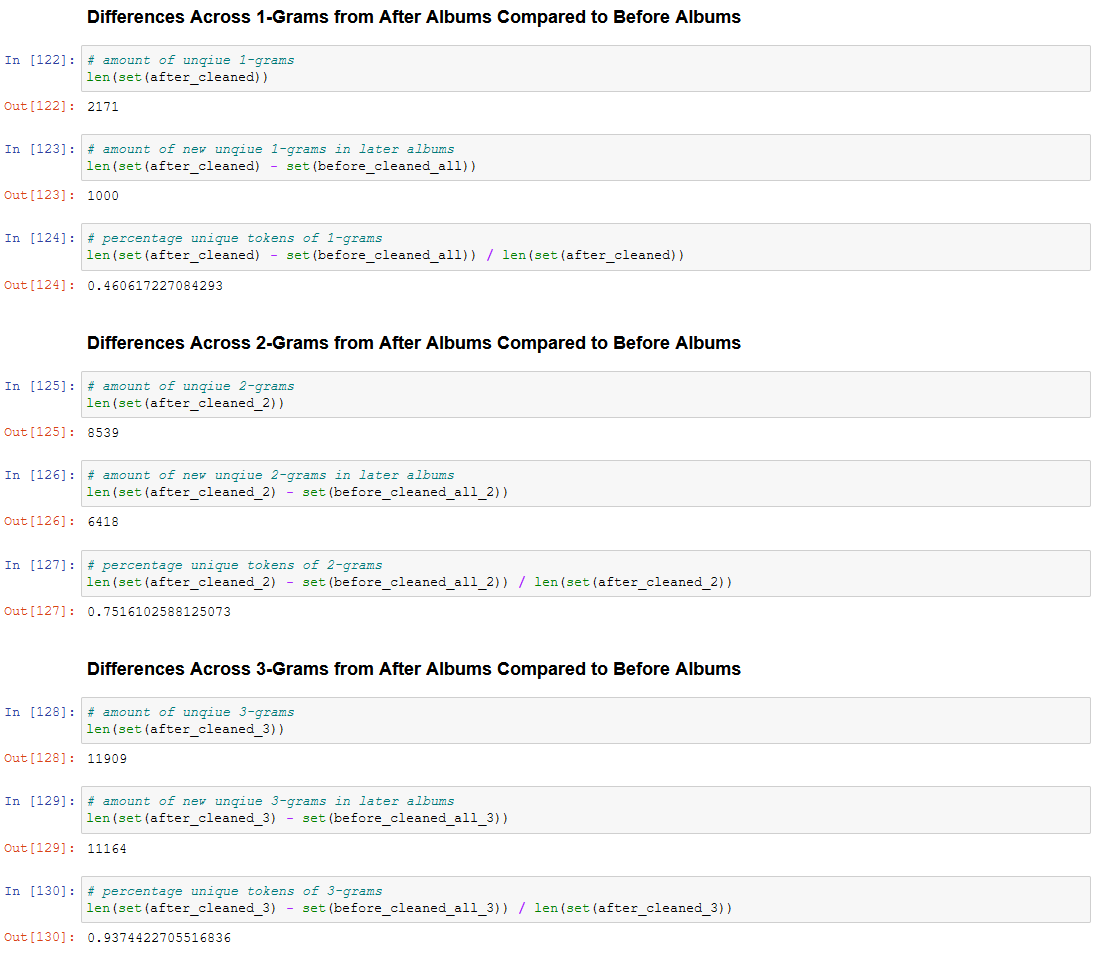 Differences Across 1-Grams from After Albums Compared to Before Albums
In [122]: # amount of unqiue 1-grams
len(set(after_cleaned))
Out[122]: 2171
In [123]: # amount of new unqiue 1-grams in later albums
len(set(after_cleaned) - set(before_cleaned_all))
Out[123]: 1000
In [124]: # percentage unique tokens of 1-grams
len(set(after_cleaned) - set(before_cleaned_all)) / len(set(after_cleaned))
Out[124]: 0.460617227084293
Differences Across 2-Grams from After Albums Compared to Before Albums
In [125]: # amount of unqiue 2-grams
len(set(after_cleaned_2))
Out[125]: 8539
In [126]: # amount of new unqiue 2-grams in later albums
len(set(after_cleaned_2) - set(before_cleaned_all_2))
Out[126]: 6418
In [127]: # percentage unique tokens of 2-grams
len(set(after_cleaned_2) - set(before_cleaned_all_2)) / len(set(after_cleaned_2))
Out[127]: 0.7516102588125073
Differences Across 3-Grams from After Albums Compared to Before Albums
In [128]: # amount of unqiue 3-grams
len(set(after_cleaned_3))
Out[128]: 11909
In [129]: # amount of new unqiue 3-grams in later albums
len(set(after_cleaned_3) - set(before_cleaned_all_3))
Out[129]: 11164
In [130]: # percentage unique tokens of 3-grams
len(set(after_cleaned_3) - set(before_cleaned_all_3)) / len(set(after_cleaned_3))
Out[130]: 0.9374422705516836